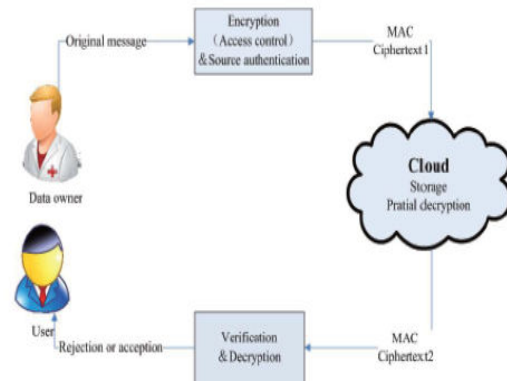 Original message
Encryption
(Access control)
& Source authentication
MAC
Ciphertext1
Data owner
Cloud
Storage
Pratial decryption
User
Rejection or acception
Verification
& Decryption
MAC
Ciphertext2